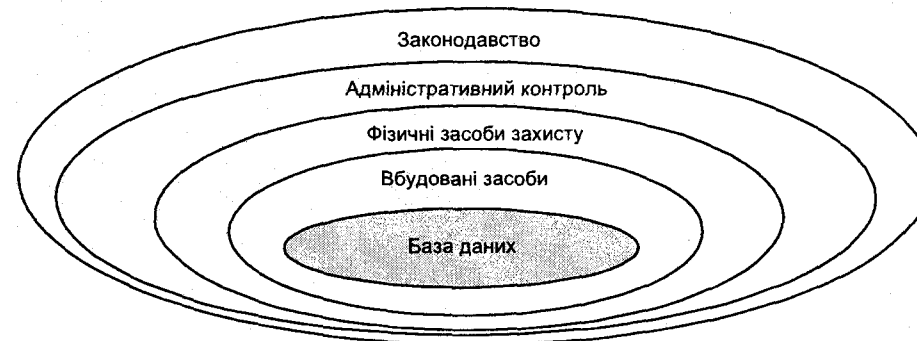 Законодавство
Адміністративний контроль
Фізичні засоби захисту
Вбудовані засоби
База даних